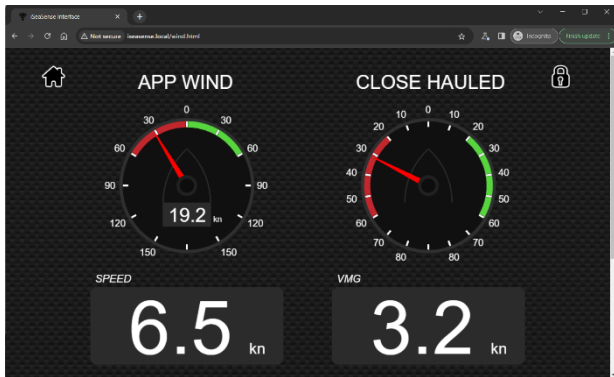 iSeaSense Interface
Not secure iseasense.local/wind.html
Incognito
Finish update
APP WIND
0
30 30
60 60
90 90
120 120
150 150
19.2 kn
CLOSE HAULED
0
10 10
20 20
30 30
40 40
50 50
60 60
70 70
80 80
SPEED
6.5 kn
VMG
3.2 kn